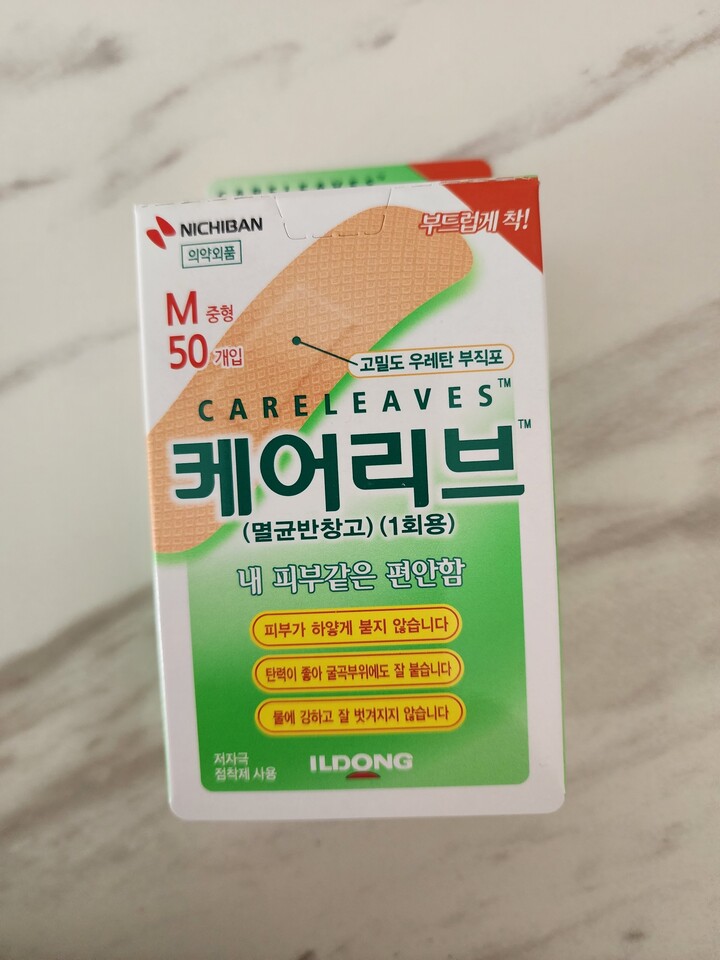 CARELEAVES
NICHIBAN
부드럽게 착!
의약외품
M 중형
50 개입
고밀도 우레탄 부직포
CARELEAVES™
케어리브™
(멸균반창고) (1회용)
내 피부같은 편안함
피부가 하얗게 붇지 않습니다
탄력이 좋아 굴곡부위에도 잘 붙습니다
물에 강하고 잘 벗겨지지 않습니다
저자극
점착제 사용
ILDONG